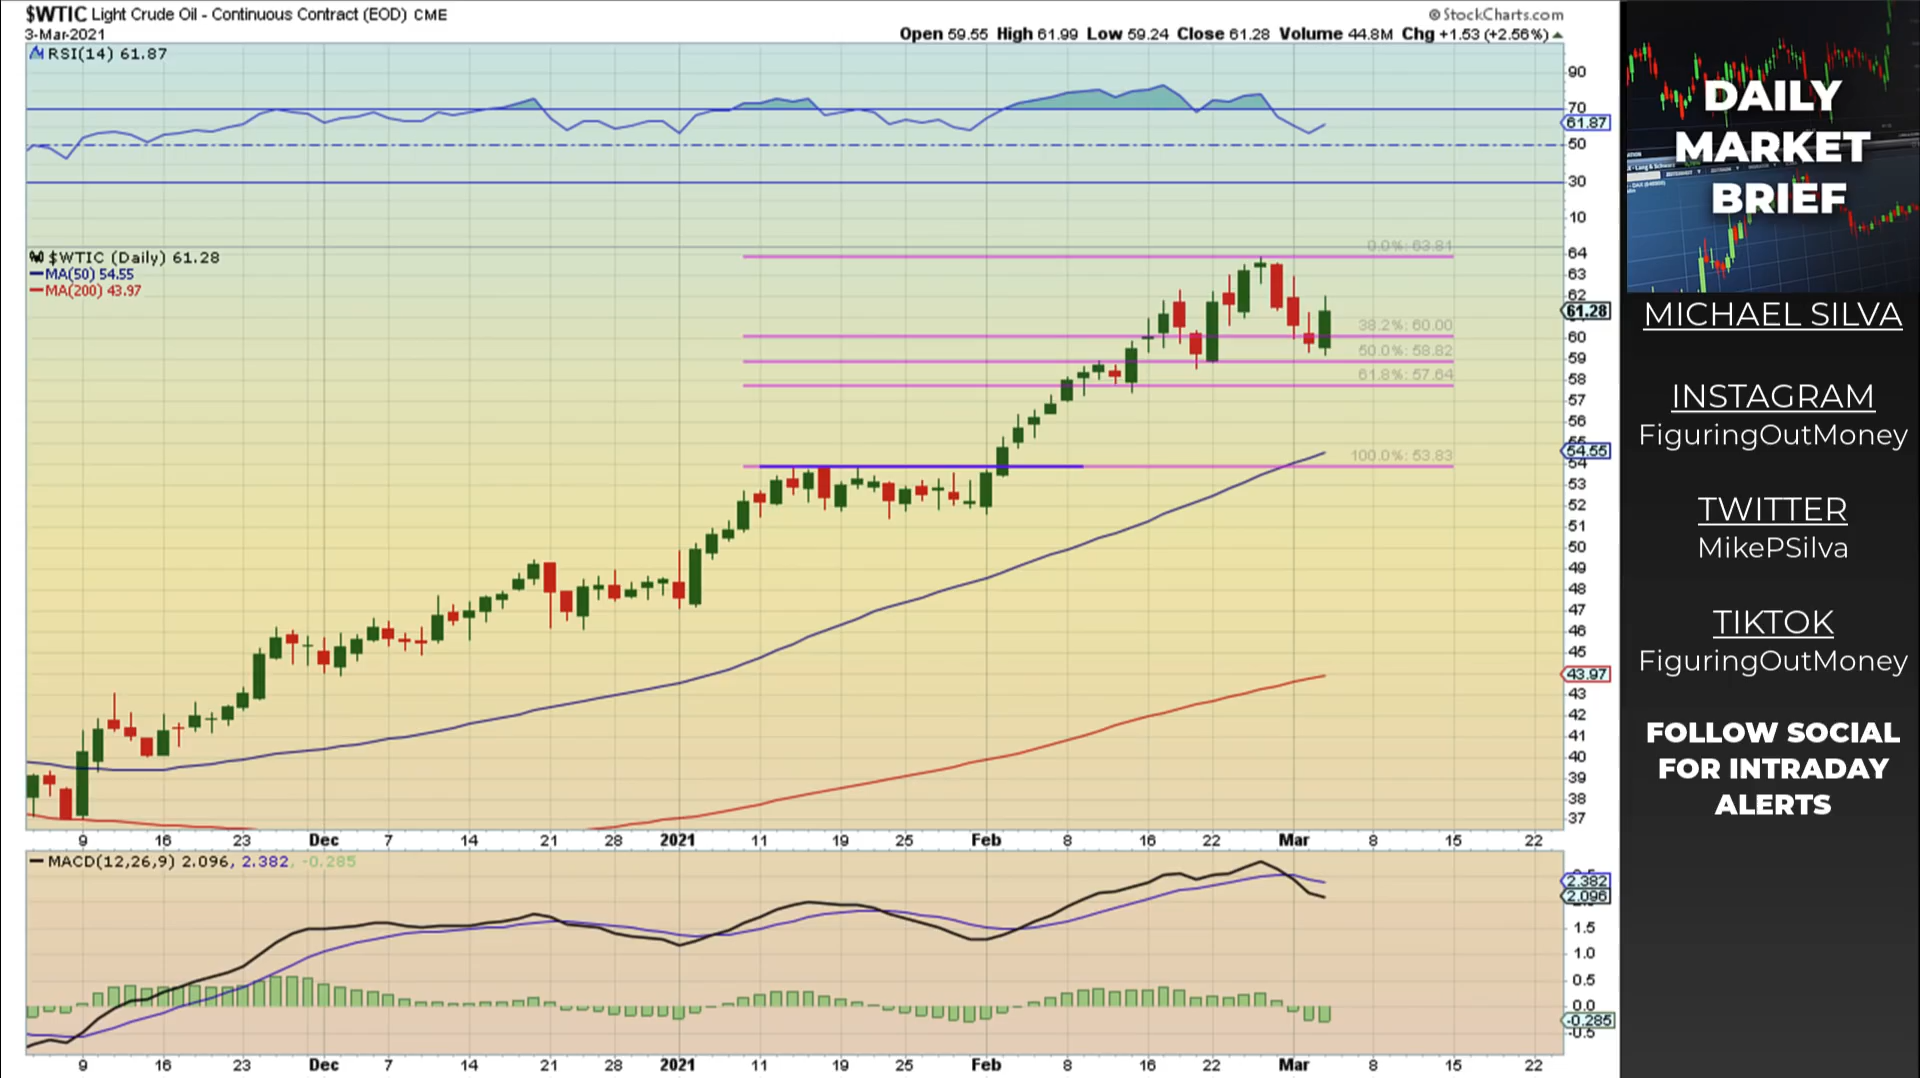 $WTIC Light Crude Oil - Continuous Contract (EOD) CME
© StockCharts.com
3-Mar-2021
Open 59.55 High 61.99 Low 59.24 Close 61.28 Volume 44.8M Chg +1.53 (+2.56%)
RSI(14) 61.87
90
70
61.87
50
30
10
$WTIC (Daily) 61.28
MA(50) 54.55
MA(200) 43.97
0.0%: 63.81
38.2%: 60.00
50.0%: 58.82
61.8%: 57.64
100.0%: 53.83
64
63
62
61.28
60
59
58
57
56
55
54.55
54
53
52
51
50
49
48
47
46
45
43.97
43
42
41
40
39
38
37
9 16 23 Dec 7 14 21 28 2021 11 19 25 Feb 8 16 22 Mar 8 15 22
MACD(12,26,9) 2.096, 2.382, -0.285
2.382
2.096
1.5
1.0
0.5
0.0
-0.285
-0.5
9 16 23 Dec 7 14 21 28 2021 11 19 25 Feb 8 16 22 Mar 8 15 22
DAILY
MARKET
BRIEF
MICHAEL SILVA
INSTAGRAM
FiguringOutMoney
TWITTER
MikePSilva
TIKTOK
FiguringOutMoney
FOLLOW SOCIAL
FOR INTRADAY
ALERTS